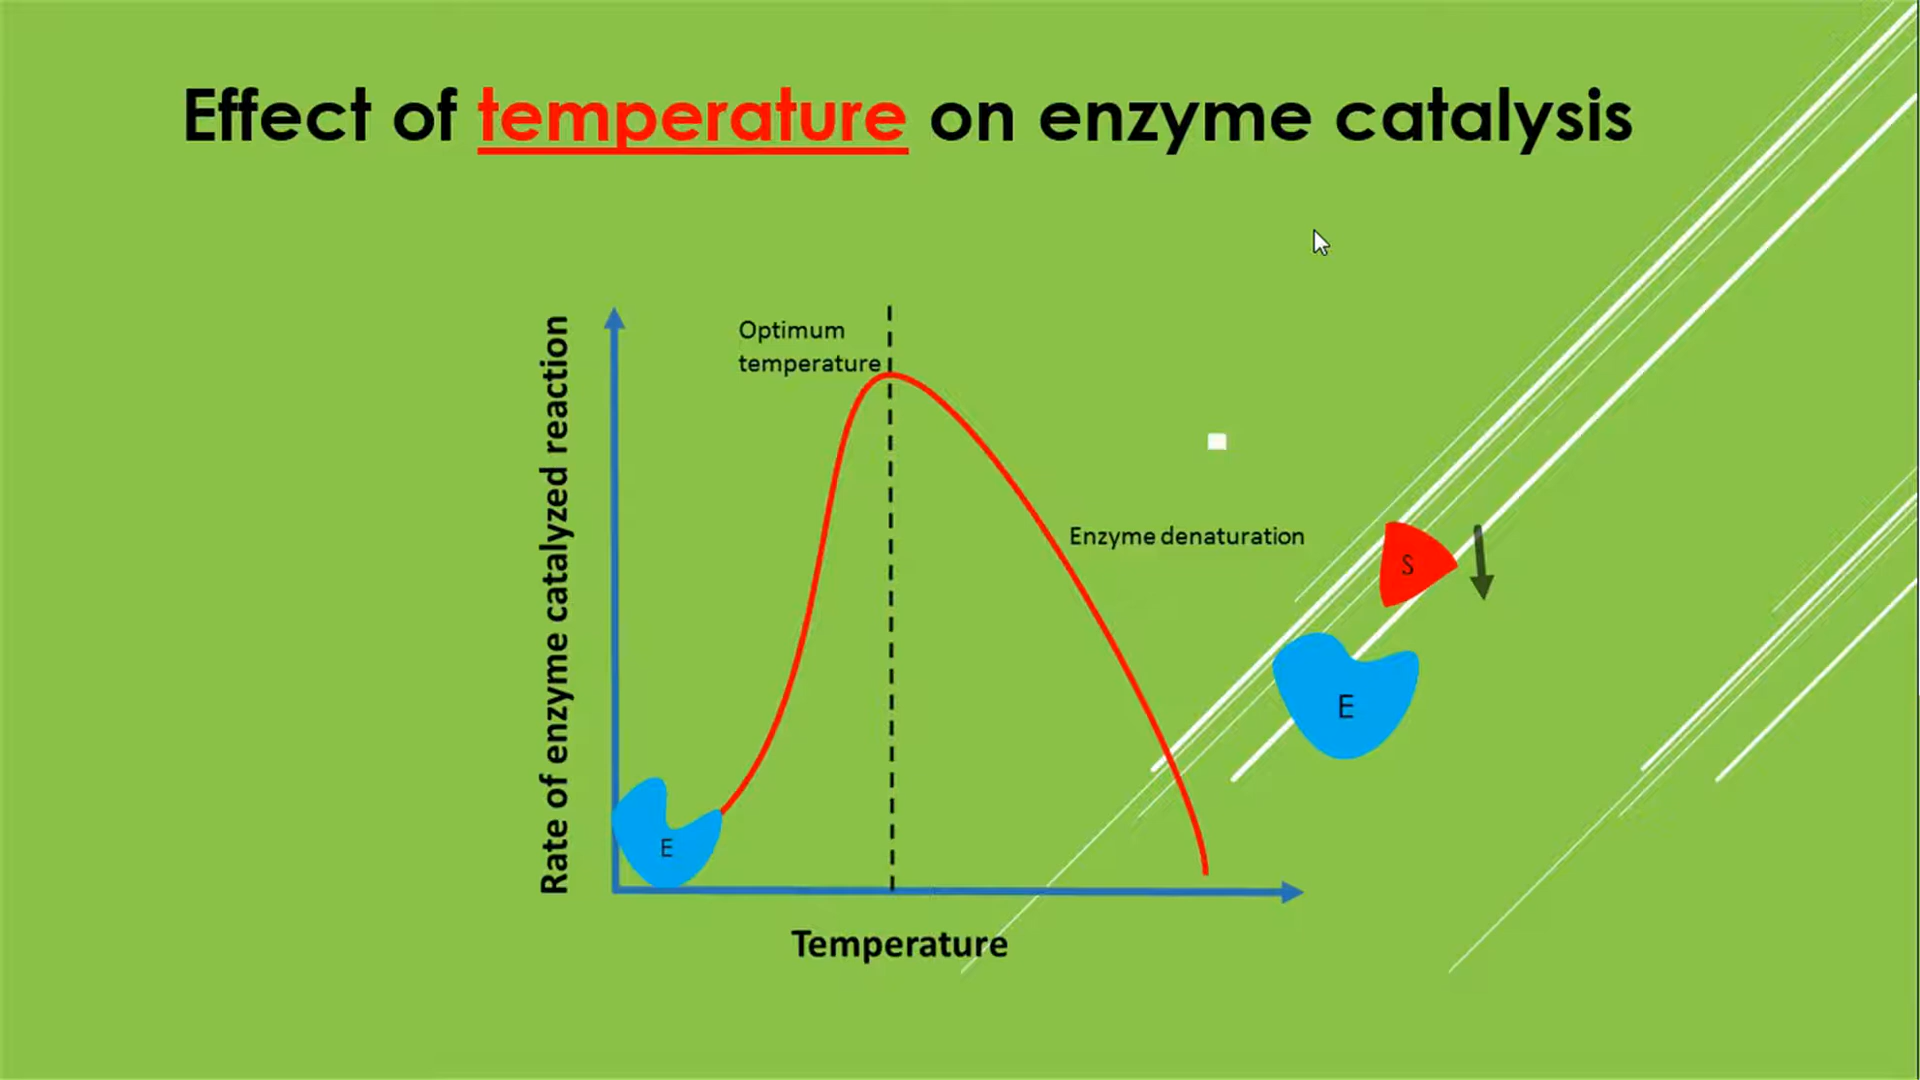 Effect of temperature on enzyme catalysis
Optimum
temperature
Rate of enzyme catalyzed reaction
Enzyme denaturation
S
E
E
Temperature